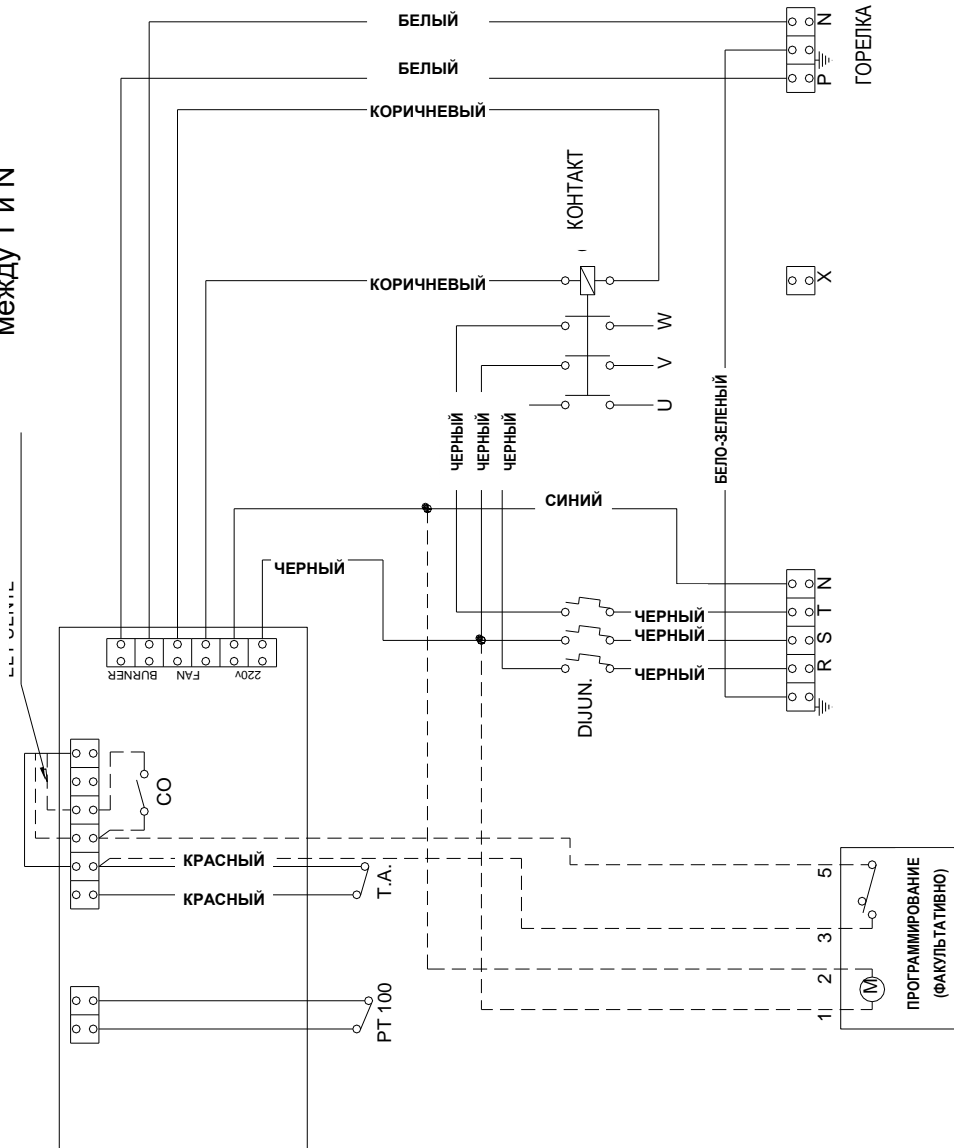 между T и N
БЕЛЫЙ
N
ГОРЕЛКА
БЕЛЫЙ
P
КОРИЧНЕВЫЙ
КОНТАКТ
КОРИЧНЕВЫЙ
X
W
V
U
ЧЕРНЫЙ
ЧЕРНЫЙ
ЧЕРНЫЙ
БЕЛО-ЗЕЛЕНЫЙ
СИНИЙ
ЧЕРНЫЙ
N
T
S
R
ЧЕРНЫЙ
ЧЕРНЫЙ
ЧЕРНЫЙ
DIJUN.
BURNER
FAN
220v
CO
КРАСНЫЙ
КРАСНЫЙ
T.A.
PT 100
5
3
2
1
M
ПРОГРАММИРОВАНИЕ
(ФАКУЛЬТАТИВНО)